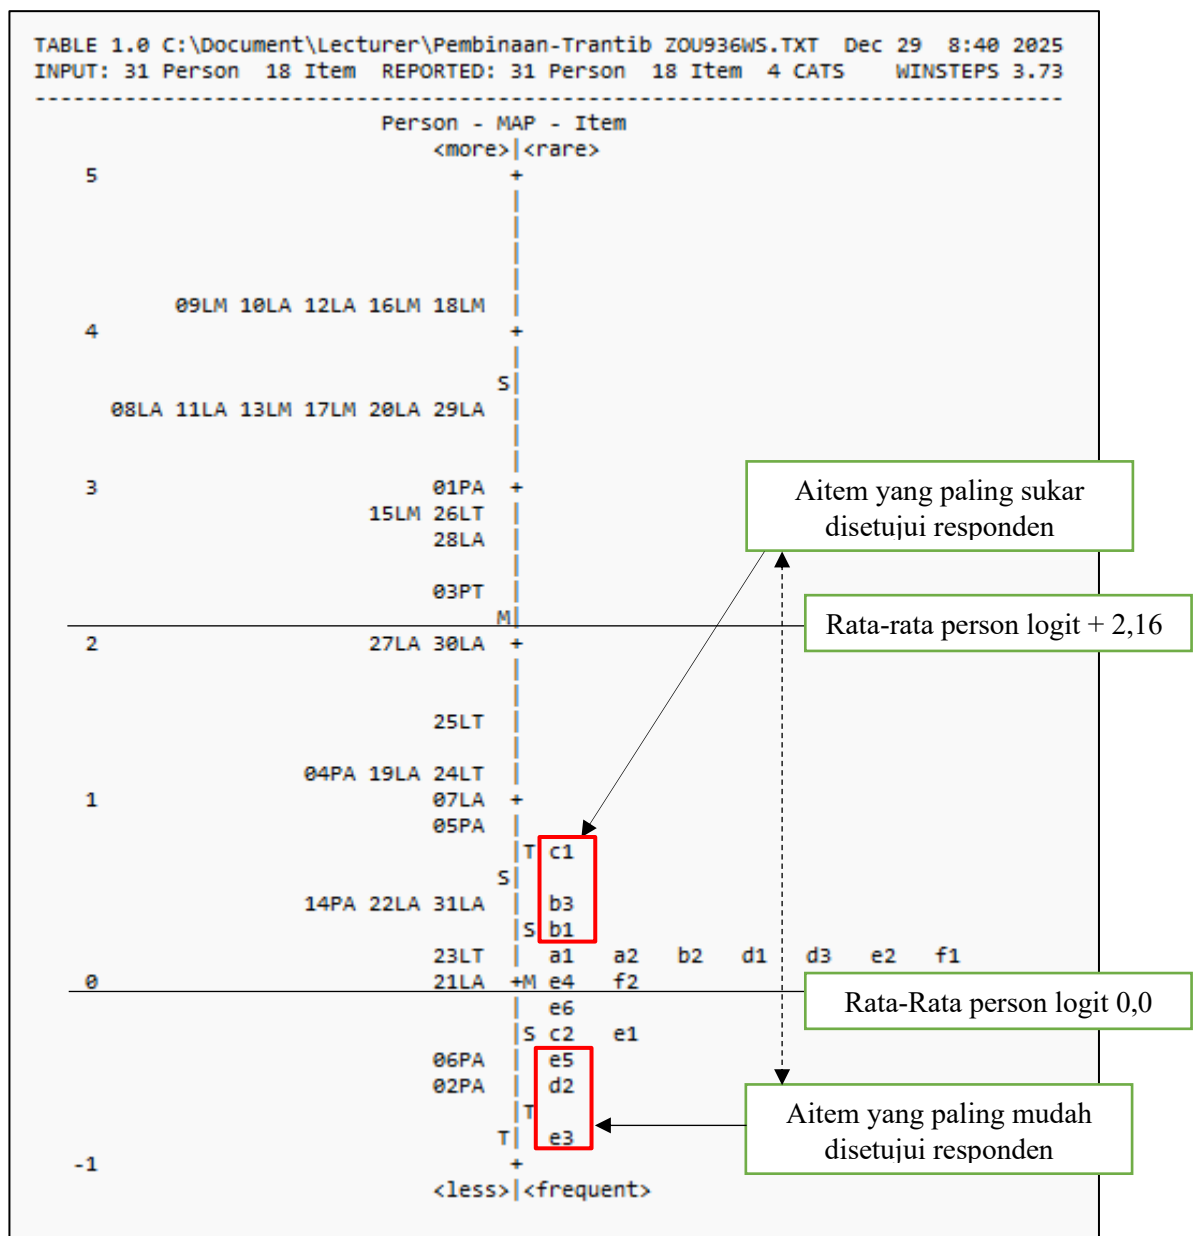 TABLE 1.0 C:\Document\Lecturer\Pembinaan-Trantib ZOU936WS.TXT  Dec 29  8:40 2025
INPUT: 31 Person  18 Item  REPORTED: 31 Person  18 Item  4 CATS    WINSTEPS 3.73
--------------------------------------------------------------------------------
Person - MAP - Item
<more>|<rare>
5 +
|
|
|
|
09LM 10LA 12LA 16LM 18LM |
4 +
|
S|
08LA 11LA 13LM 17LM 20LA 29LA |
|
|
3 01PA +
15LM 26LT |
28LA |
|
03PT |
M|
2 27LA 30LA +
|
|
25LT |
|
04PA 19LA 24LT |
1 07LA +
05PA |
|T c1
S|
14PA 22LA 31LA | b3
|S b1
23LT | a1 a2 b2 d1 d3 e2 f1
0 21LA +M e4 f2
| e6
|S c2 e1
06PA | e5
02PA | d2
|T
T| e3
-1 +
<less>|<frequent>
Aitem yang paling sukar
disetujui responden
Rata-rata person logit + 2,16
Rata-Rata person logit 0,0
Aitem yang paling mudah
disetujui responden